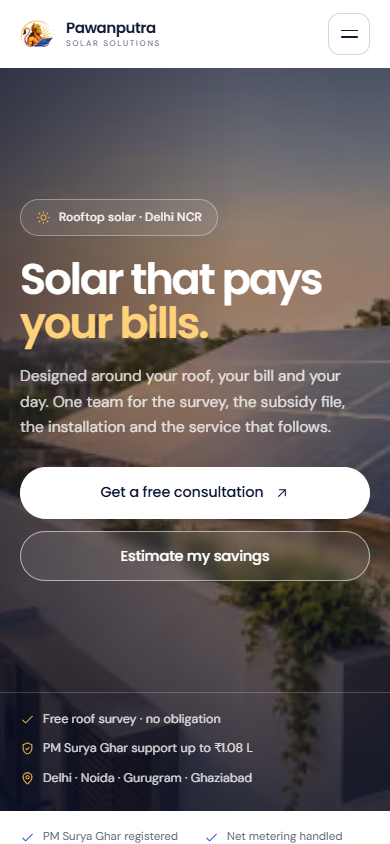 Pawanputra
SOLAR SOLUTIONS
Rooftop solar · Delhi NCR
Solar that pays
your bills.
Designed around your roof, your bill and your
day. One team for the survey, the subsidy file,
the installation and the service that follows.
Get a free consultation
Estimate my savings
Free roof survey · no obligation
PM Surya Ghar support up to ₹1.08 L
Delhi · Noida · Gurugram · Ghaziabad
PM Surya Ghar registered
Net metering handled